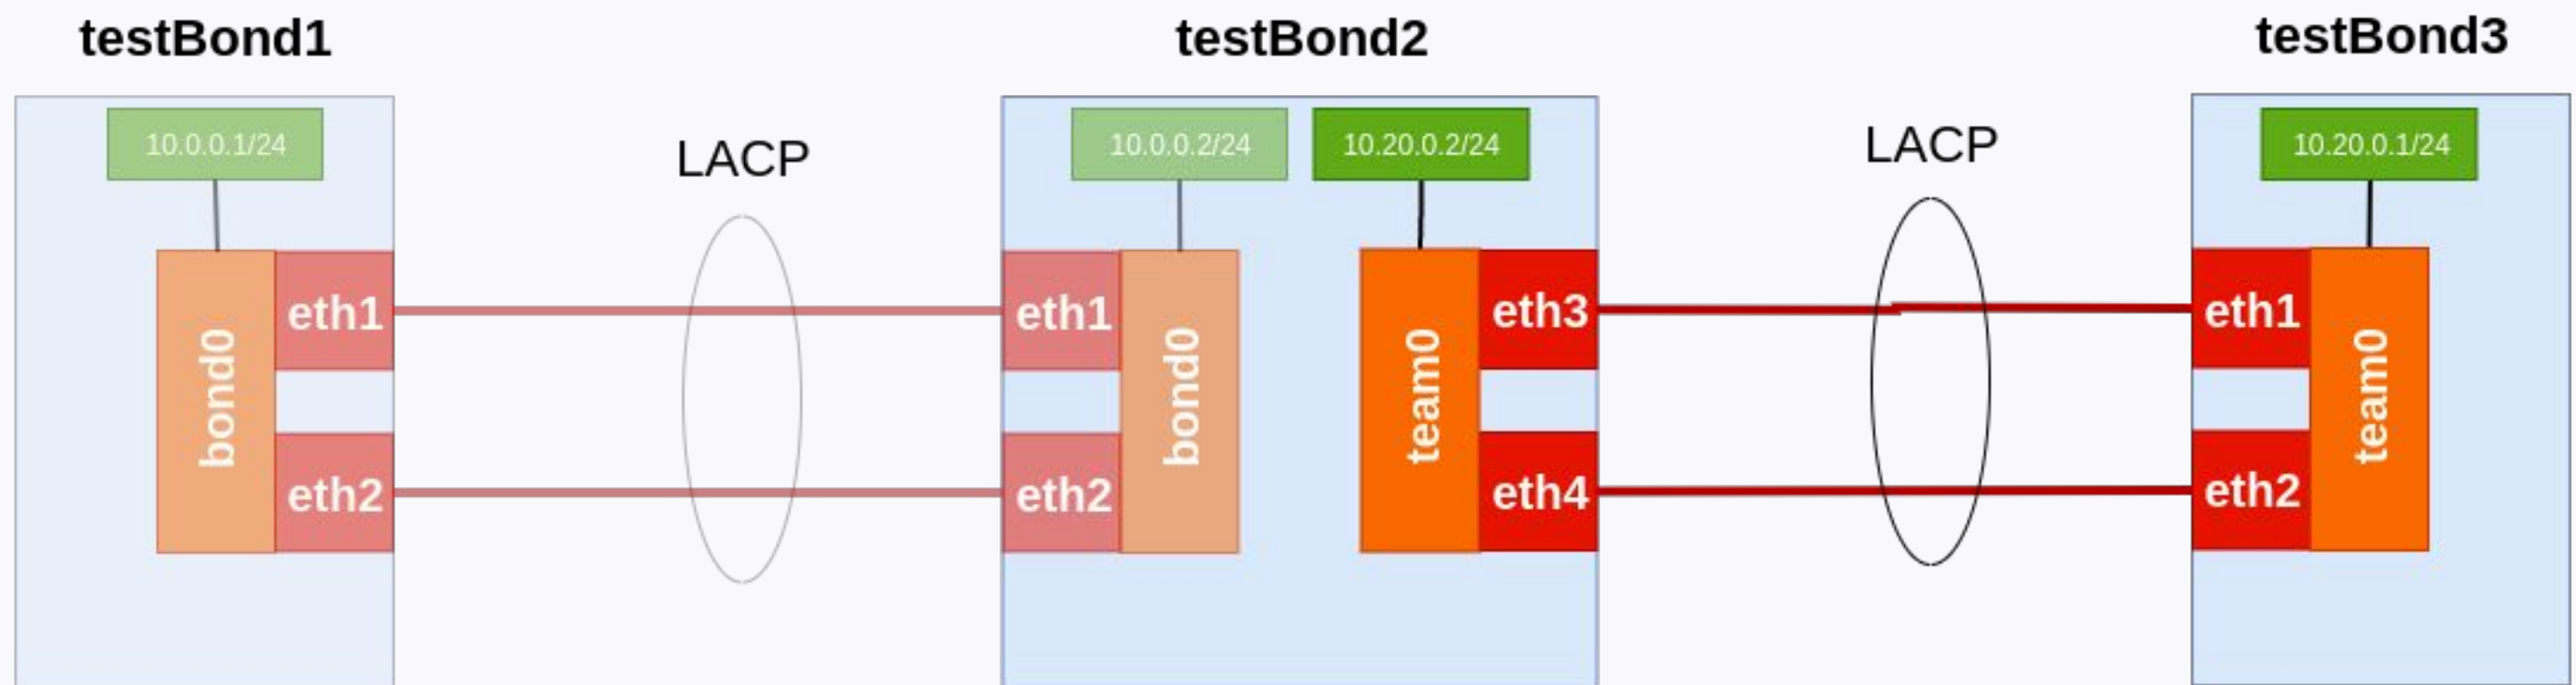 testBond1
testBond2
testBond3
10.0.0.1/24
LACP
10.0.0.2/24
10.20.0.2/24
LACP
10.20.0.1/24
bond0
eth1
eth2
eth1
eth2
bond0
team0
eth3
eth4
eth1
eth2
team0